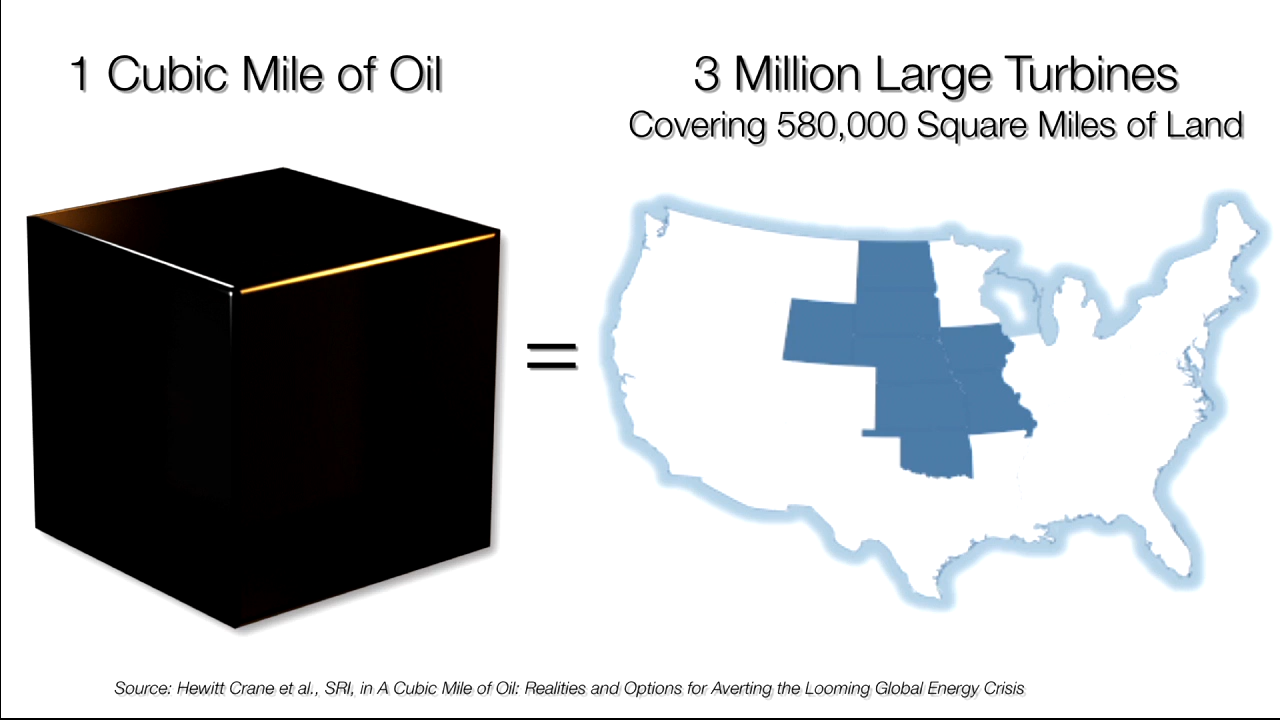 1 Cubic Mile of Oil
3 Million Large Turbines
Covering 580,000 Square Miles of Land
=
Source: Hewitt Crane et al., SRI, in A Cubic Mile of Oil: Realities and Options for Averting the Looming Global Energy Crisis